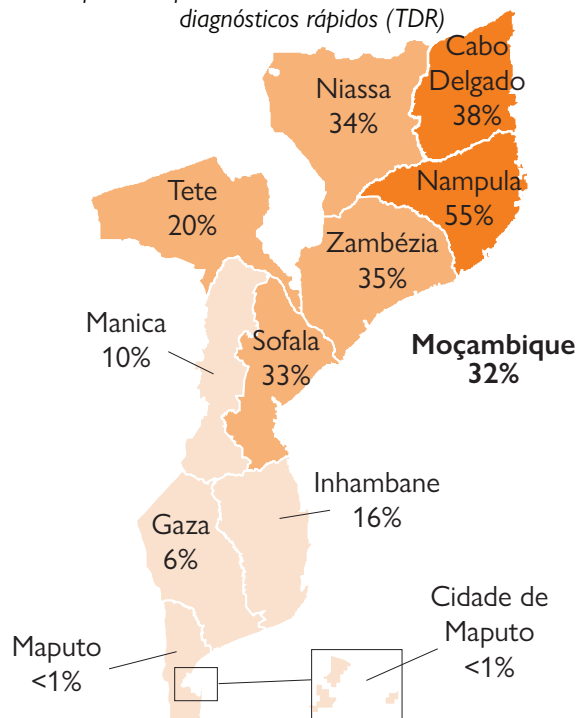 diagnósticos rápidos (TDR)
Cabo
Delgado
38%
Niassa
34%
Nampula
55%
Tete
20%
Zambézia
35%
Manica
10%
Sofala
33%
Moçambique
32%
Inhambane
16%
Gaza
6%
Cidade de
Maputo
<1%
Maputo
<1%